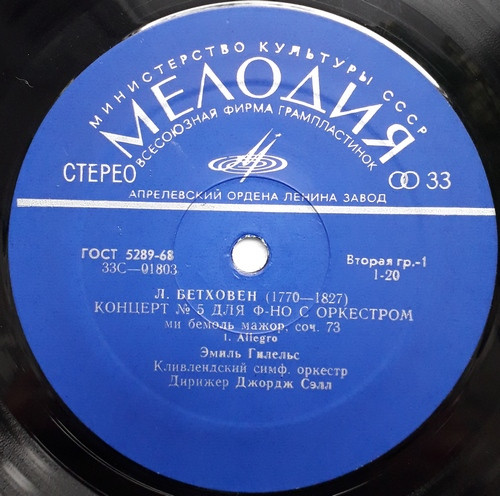 МИНИСТЕРСТВО КУЛЬТУРЫ СССР
МЕЛОДИЯ
ВСЕСОЮЗНАЯ ФИРМА ГРАМПЛАСТИНОК
СТЕРЕО
33
АПРЕЛЕВСКИЙ ОРДЕНА ЛЕНИНА ЗАВОД
ГОСТ 5289-68
33С—01803
Вторая гр.-1
1-20
Л. БЕТХОВЕН (1770—1827)
КОНЦЕРТ № 5 ДЛЯ Ф-НО С ОРКЕСТРОМ
ми бемоль мажор, соч. 73
1. Allegro
Эмиль Гилельс
Кливлендский симф. оркестр
Дирижер Джордж Сэлл